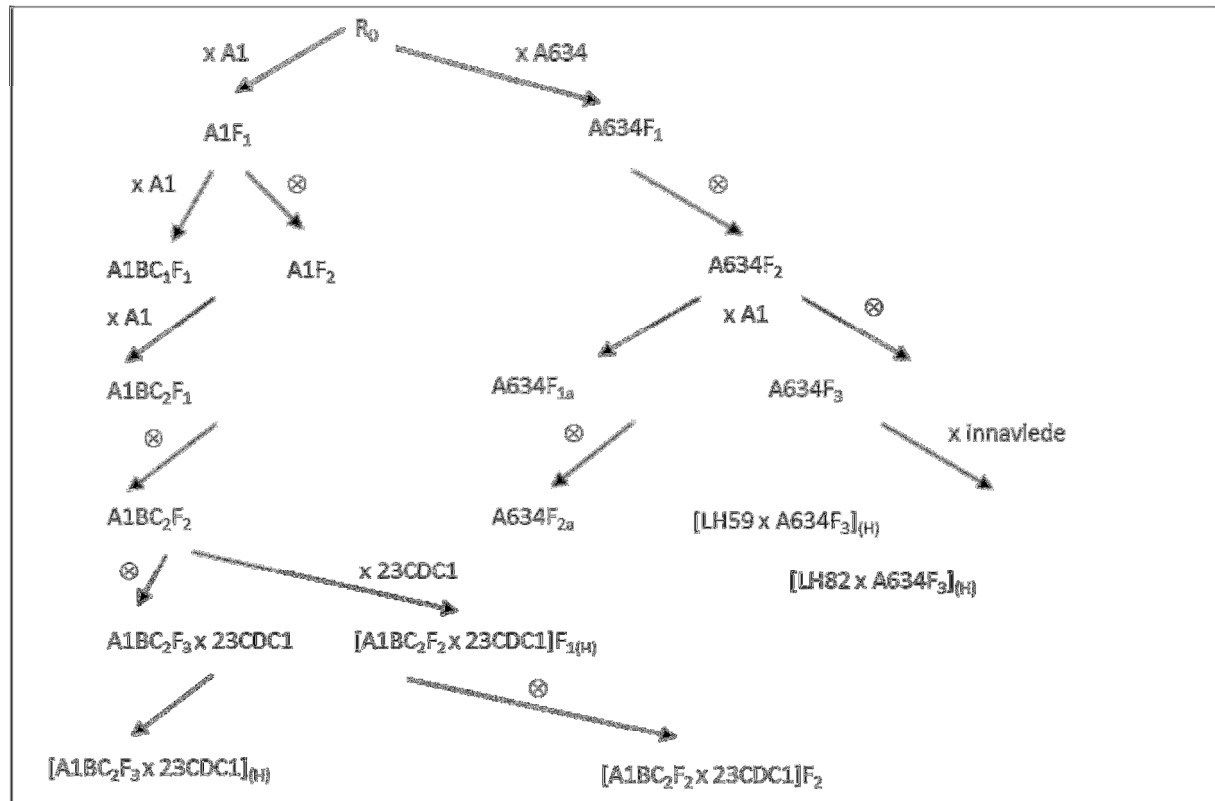 R₀
x A1
x A634
A1F₁
A634F₁
x A1
⊗
⊗
A1BC₁F₁
A1F₂
A634F₂
x A1
x A1
⊗
A1BC₂F₁
A634F₁ₐ
A634F₃
⊗
⊗
x innavlede
A1BC₂F₂
A634F₂ₐ
[LH59 x A634F₃]₍H₎
⊗
x 23CDC1
[LH82 x A634F₃]₍H₎
A1BC₂F₃ x 23CDC1
[A1BC₂F₂ x 23CDC1]F₁₍H₎
⊗
[A1BC₂F₃ x 23CDC1]₍H₎
[A1BC₂F₂ x 23CDC1]F₂